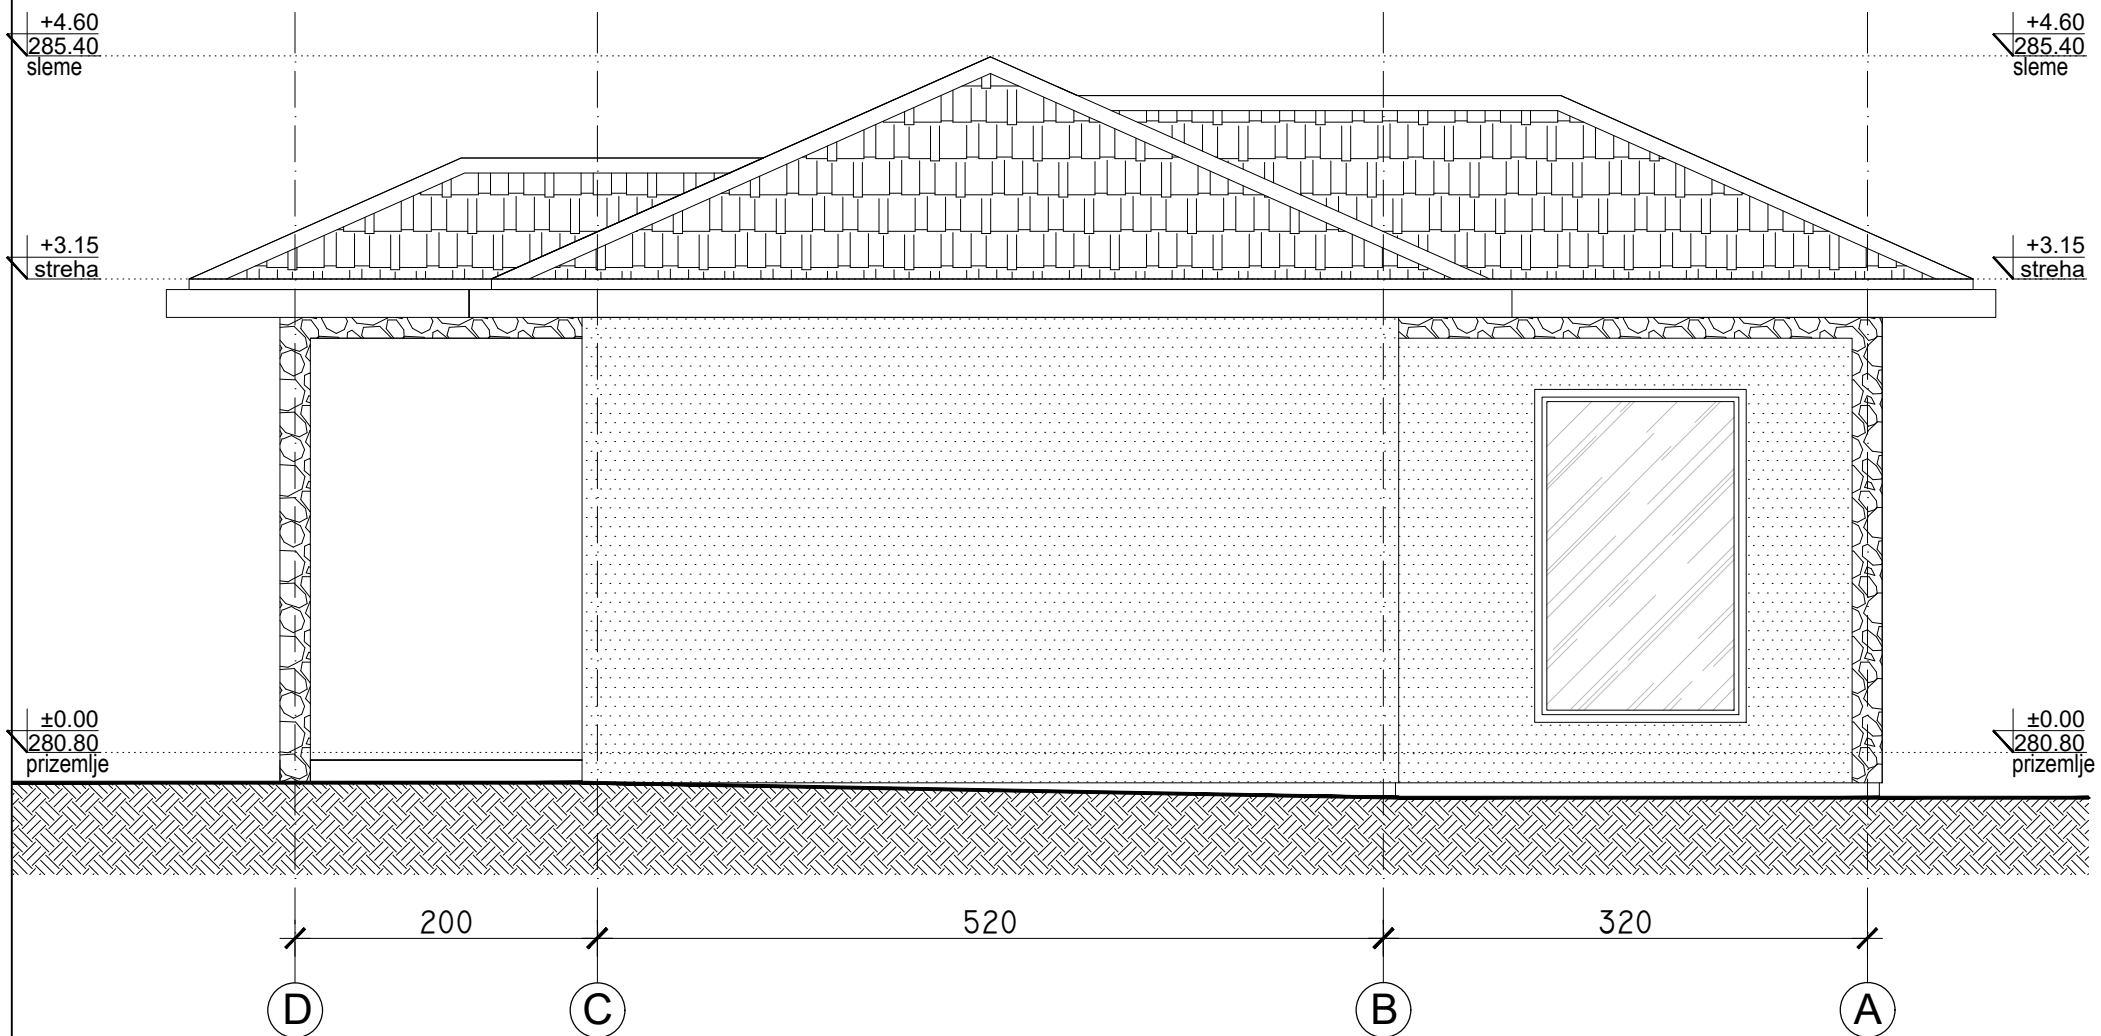 +4.60
285.40
sleme
+4.60
285.40
sleme
+3.15
streha
+3.15
streha
±0.00
280.80
prizemlje
±0.00
280.80
prizemlje
200
520
320
D
C
B
A